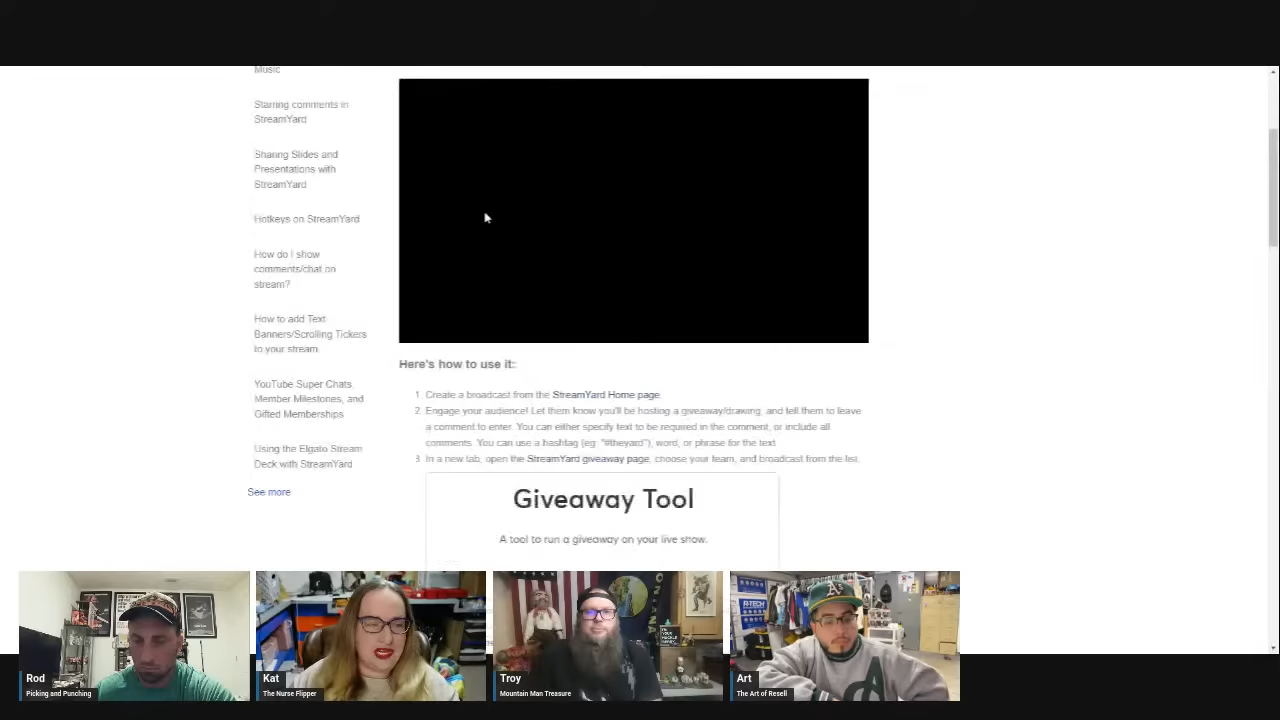 Music
Starring comments in
StreamYard
Sharing Slides and
Presentations with
StreamYard
Hotkeys on StreamYard
How do I show
comments/chat on
stream?
How to add Text
Banners/Scrolling Tickers
to your stream
YouTube Super Chats,
Member Milestones, and
Gifted Memberships
Using the Elgato Stream
Deck with StreamYard
See more
Here's how to use it:
1 Create a broadcast from the StreamYard Home page.
2 Engage your audience! Let them know you'll be hosting a giveaway/drawing, and tell them to leave
a comment to enter. You can either specify text to be required in the comment, or include all
comments. You can use a hashtag (eg: "#theyard"), word, or phrase for the text
3 In a new tab, open the StreamYard giveaway page, choose your team, and broadcast from the list.
Giveaway Tool
A tool to run a giveaway on your live show.
R-TECH
Rod
Picking and Punching
Kat
The Nurse Flipper
Troy
Mountain Man Treasure
Art
The Art of Resell